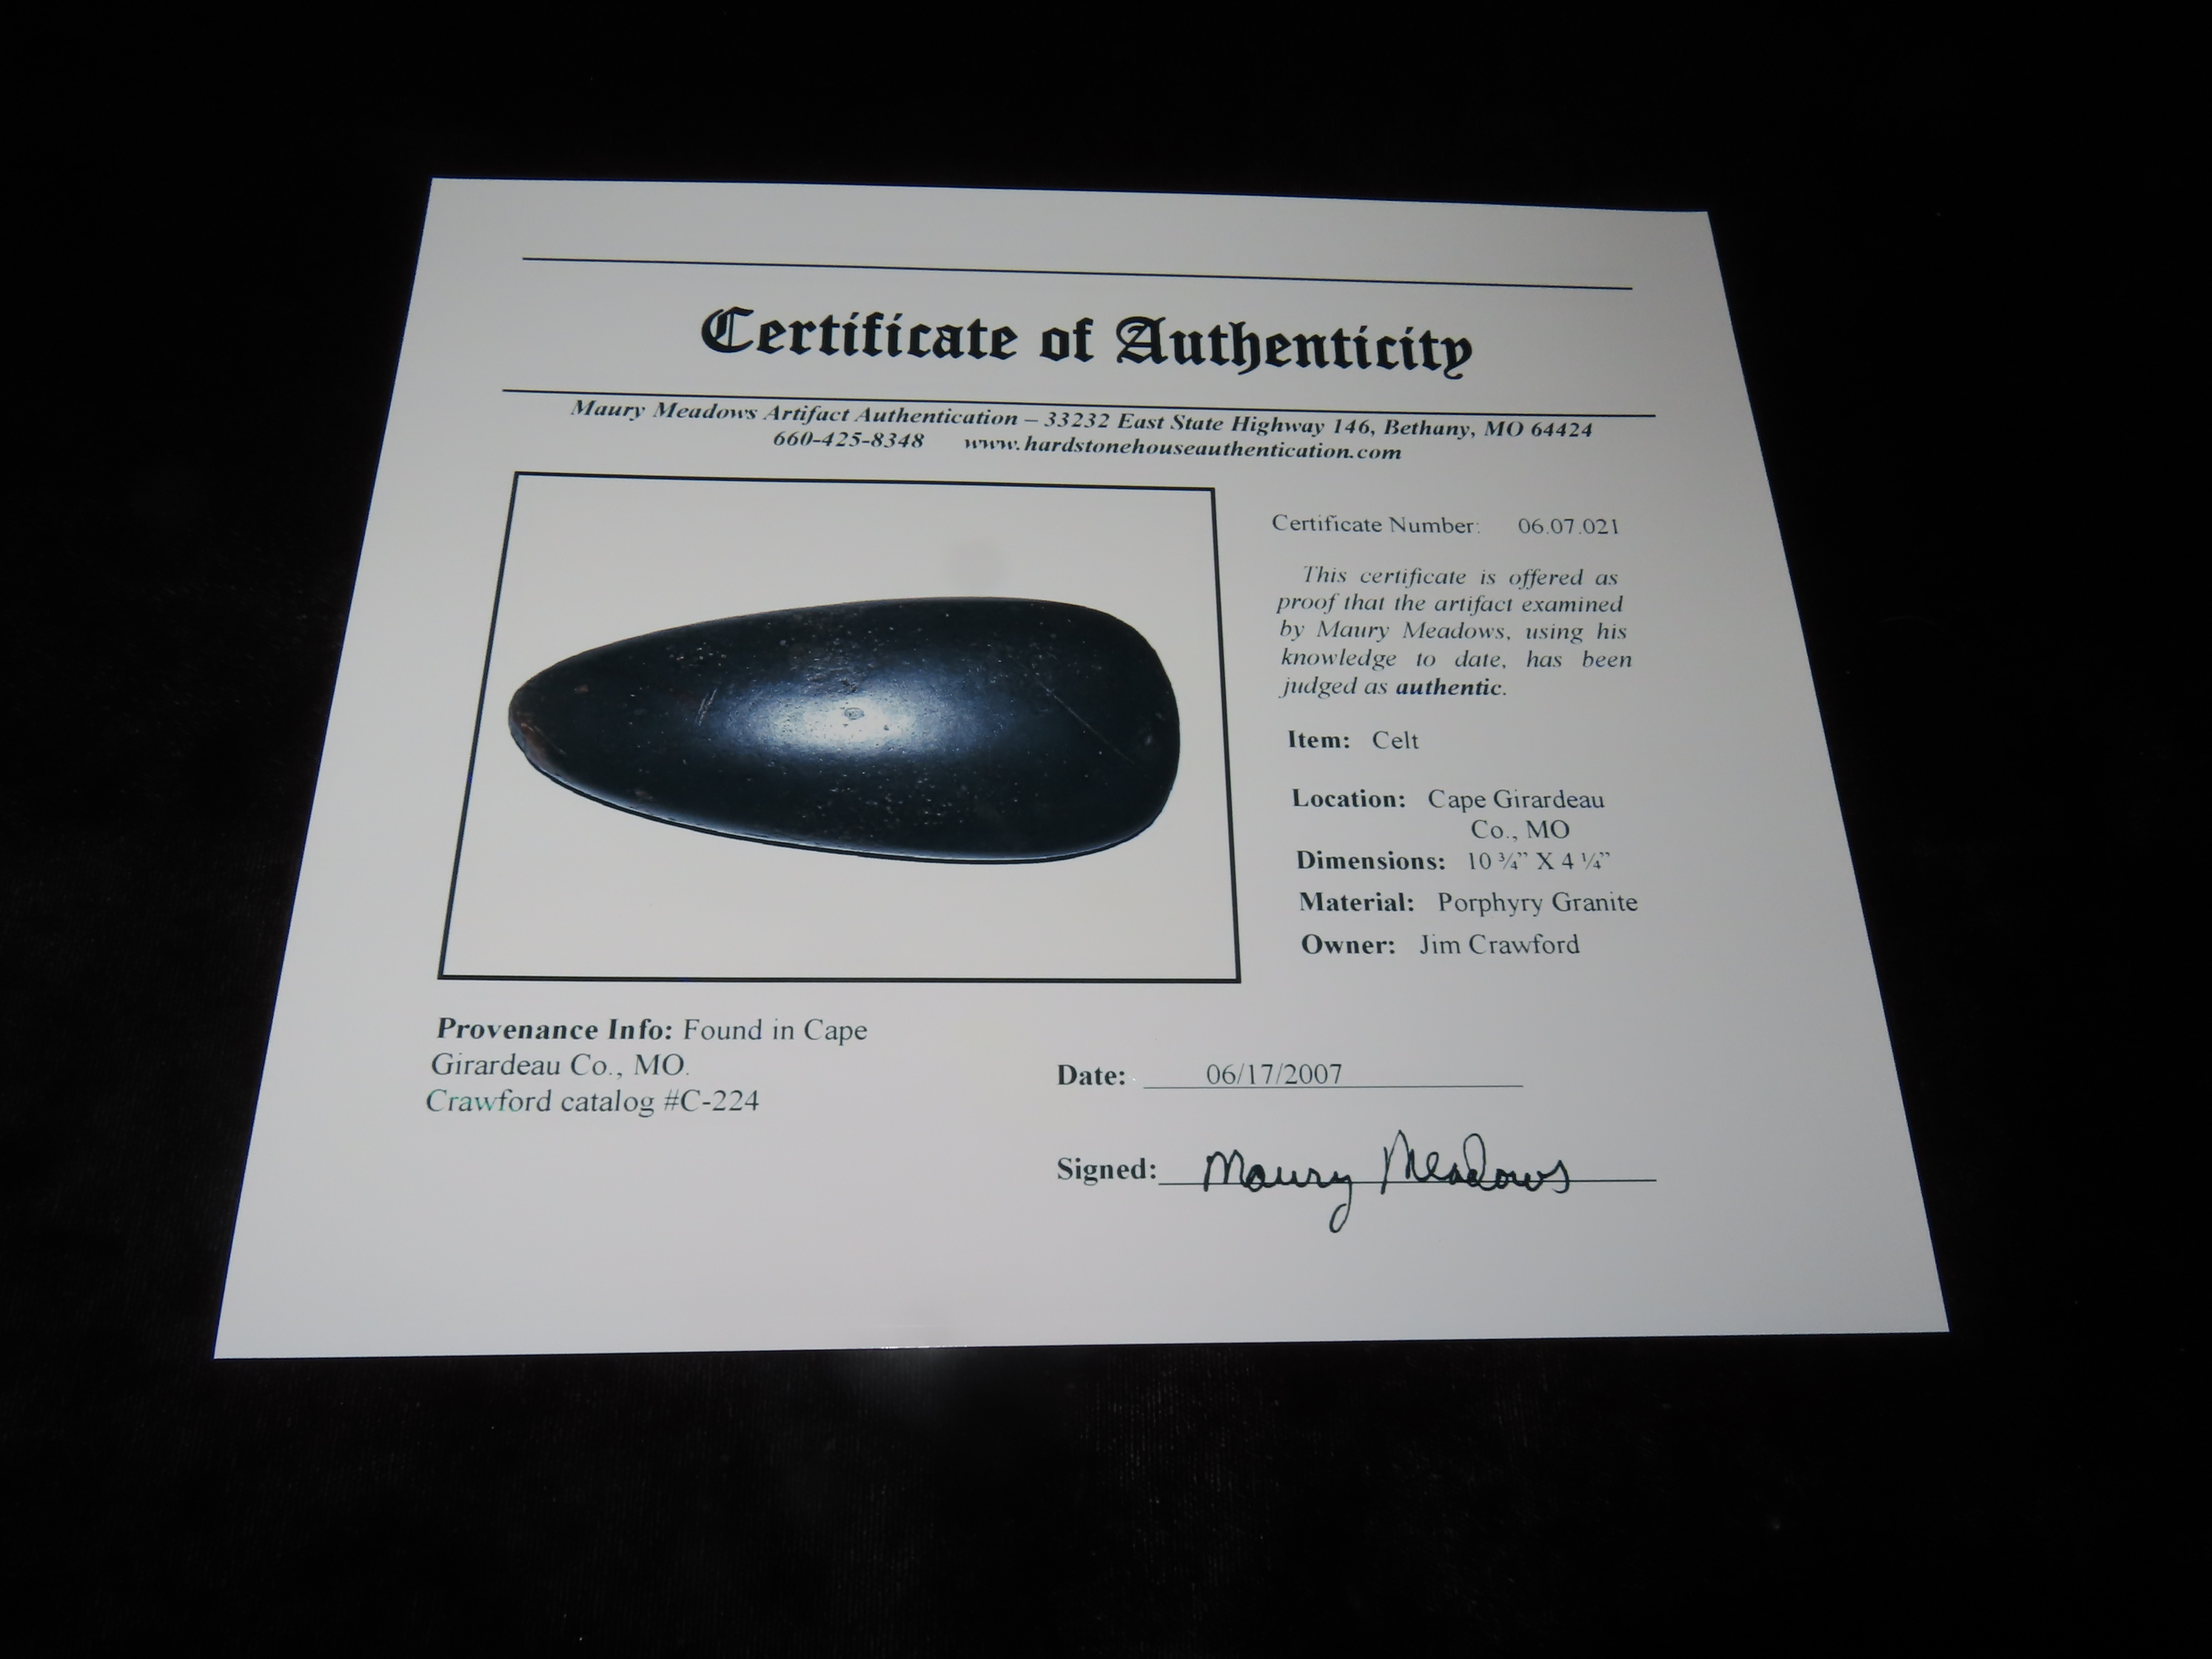 Certificate of Authenticity
Maury Meadows Artifact Authentication – 33232 East State Highway 146, Bethany, MO 64424
660-425-8348 www.hardstonehouseauthentication.com
Certificate Number: 06.07.021
This certificate is offered as
proof that the artifact examined
by Maury Meadows, using his
knowledge to date, has been
judged as authentic.
Item: Celt
Location: Cape Girardeau
Co., MO
Dimensions: 10 ¾” X 4 ¼”
Material: Porphyry Granite
Owner: Jim Crawford
Provenance Info: Found in Cape
Girardeau Co., MO.
Crawford catalog #C-224
Date: 06/17/2007
Signed: Maury Meadows